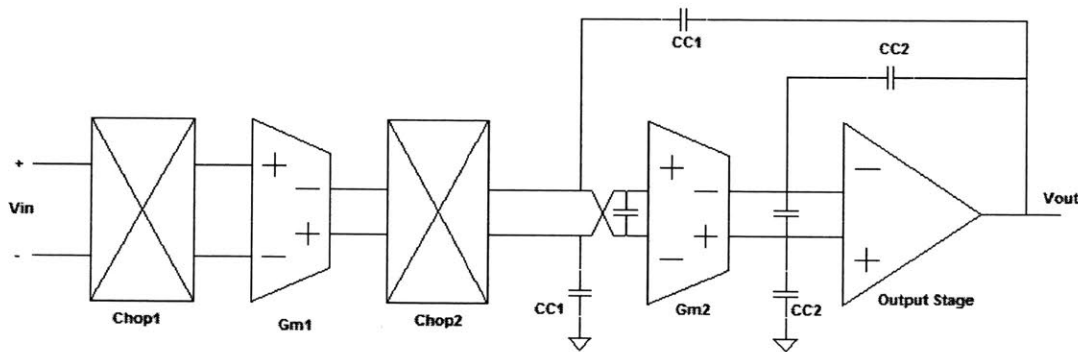 CC1
CC2
+
Vin
-
Chop1
+
-
-
+
Gm1
Chop2
CC1
+
-
-
+
Gm2
CC2
-
+
Output Stage
Vout